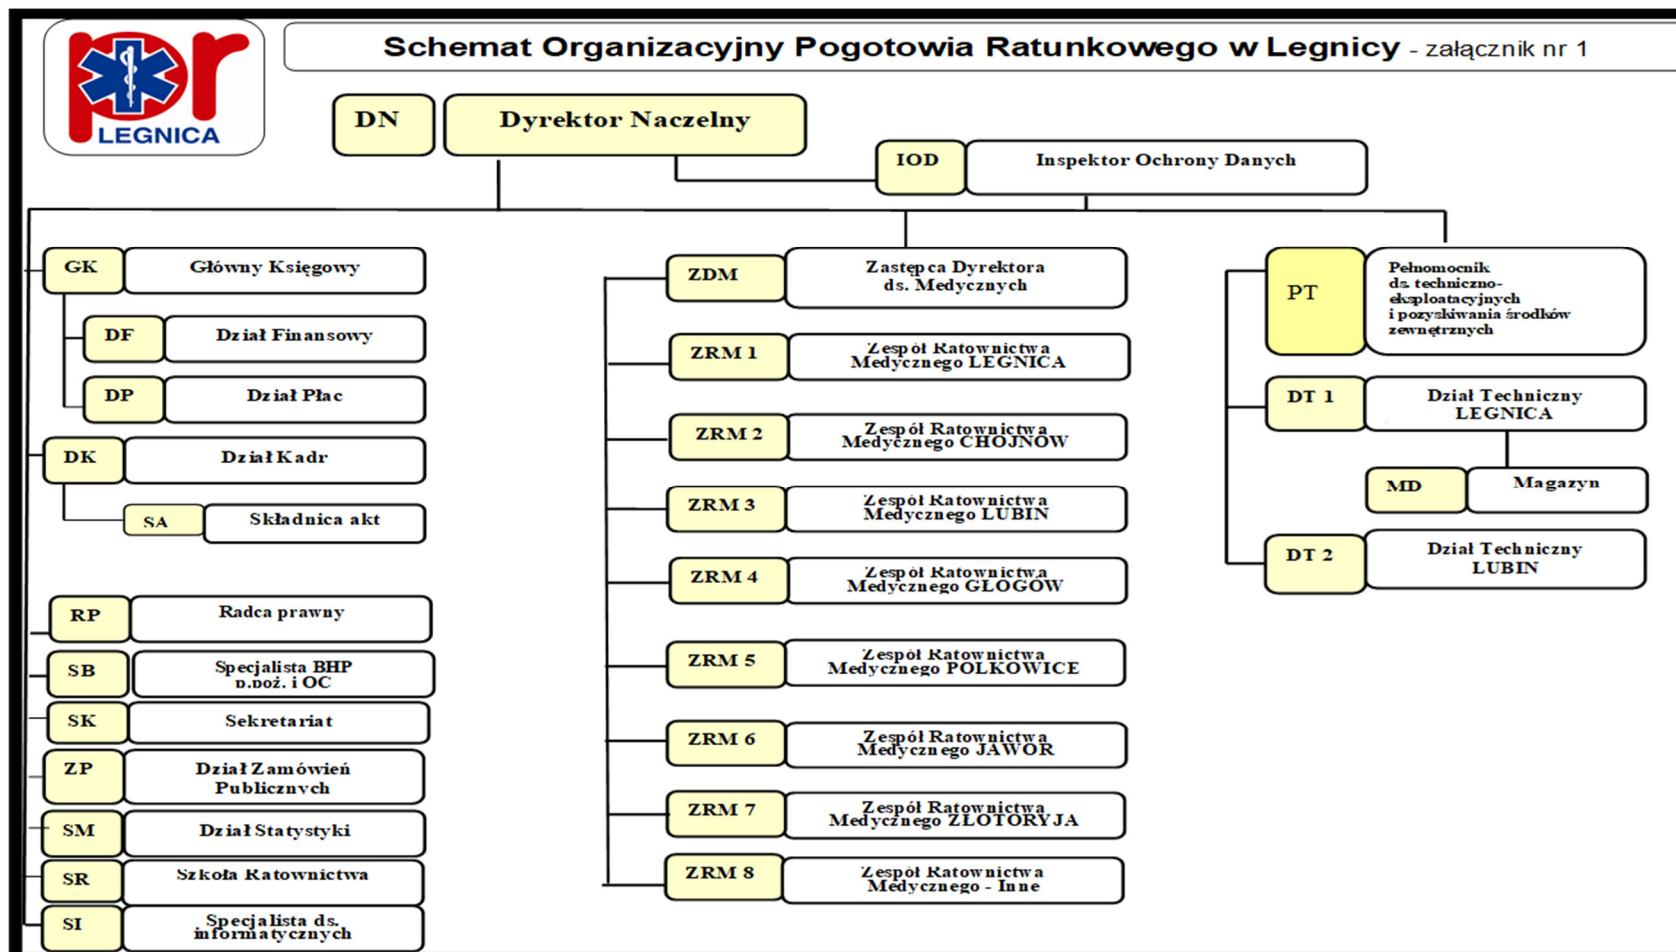 pr
LEGNICA
Schemat Organizacyjny Pogotowia Ratunkowego w Legnicy - załącznik nr 1
DN
Dyrektor Naczelny
IOD
Inspektor Ochrony Danych
GK
Główny Księgowy
DF
Dział Finansowy
DP
Dział Płac
DK
Dział Kadr
SA
Składnica akt
RP
Radca prawny
SB
Specjalista BHP
p.poż. i OC
SK
Sekretariat
ZP
Dział Zamówień
Publicznych
SM
Dział Statystyki
SR
Szkoła Ratownictwa
SI
Specjalista ds.
informatycznych
ZDM
Zastępca Dyrektora
ds. Medycznych
ZRM 1
Zespół Ratownictwa
Medycznego LEGNICA
ZRM 2
Zespół Ratownictwa
Medycznego CHOJNÓW
ZRM 3
Zespół Ratownictwa
Medycznego LUBIN
ZRM 4
Zespół Ratownictwa
Medycznego GŁOGÓW
ZRM 5
Zespół Ratownictwa
Medycznego POLKOWICE
ZRM 6
Zespół Ratownictwa
Medycznego JAWOR
ZRM 7
Zespół Ratownictwa
Medycznego ZŁOTORYJA
ZRM 8
Zespół Ratownictwa
Medycznego - Inne
PT
Pełnomocnik
ds. techniczno-
eksploatacyjnych
i pozyskiwania środków
zewnętrznych
DT 1
Dział Techniczny
LEGNICA
MD
Magazyn
DT 2
Dział Techniczny
LUBIN